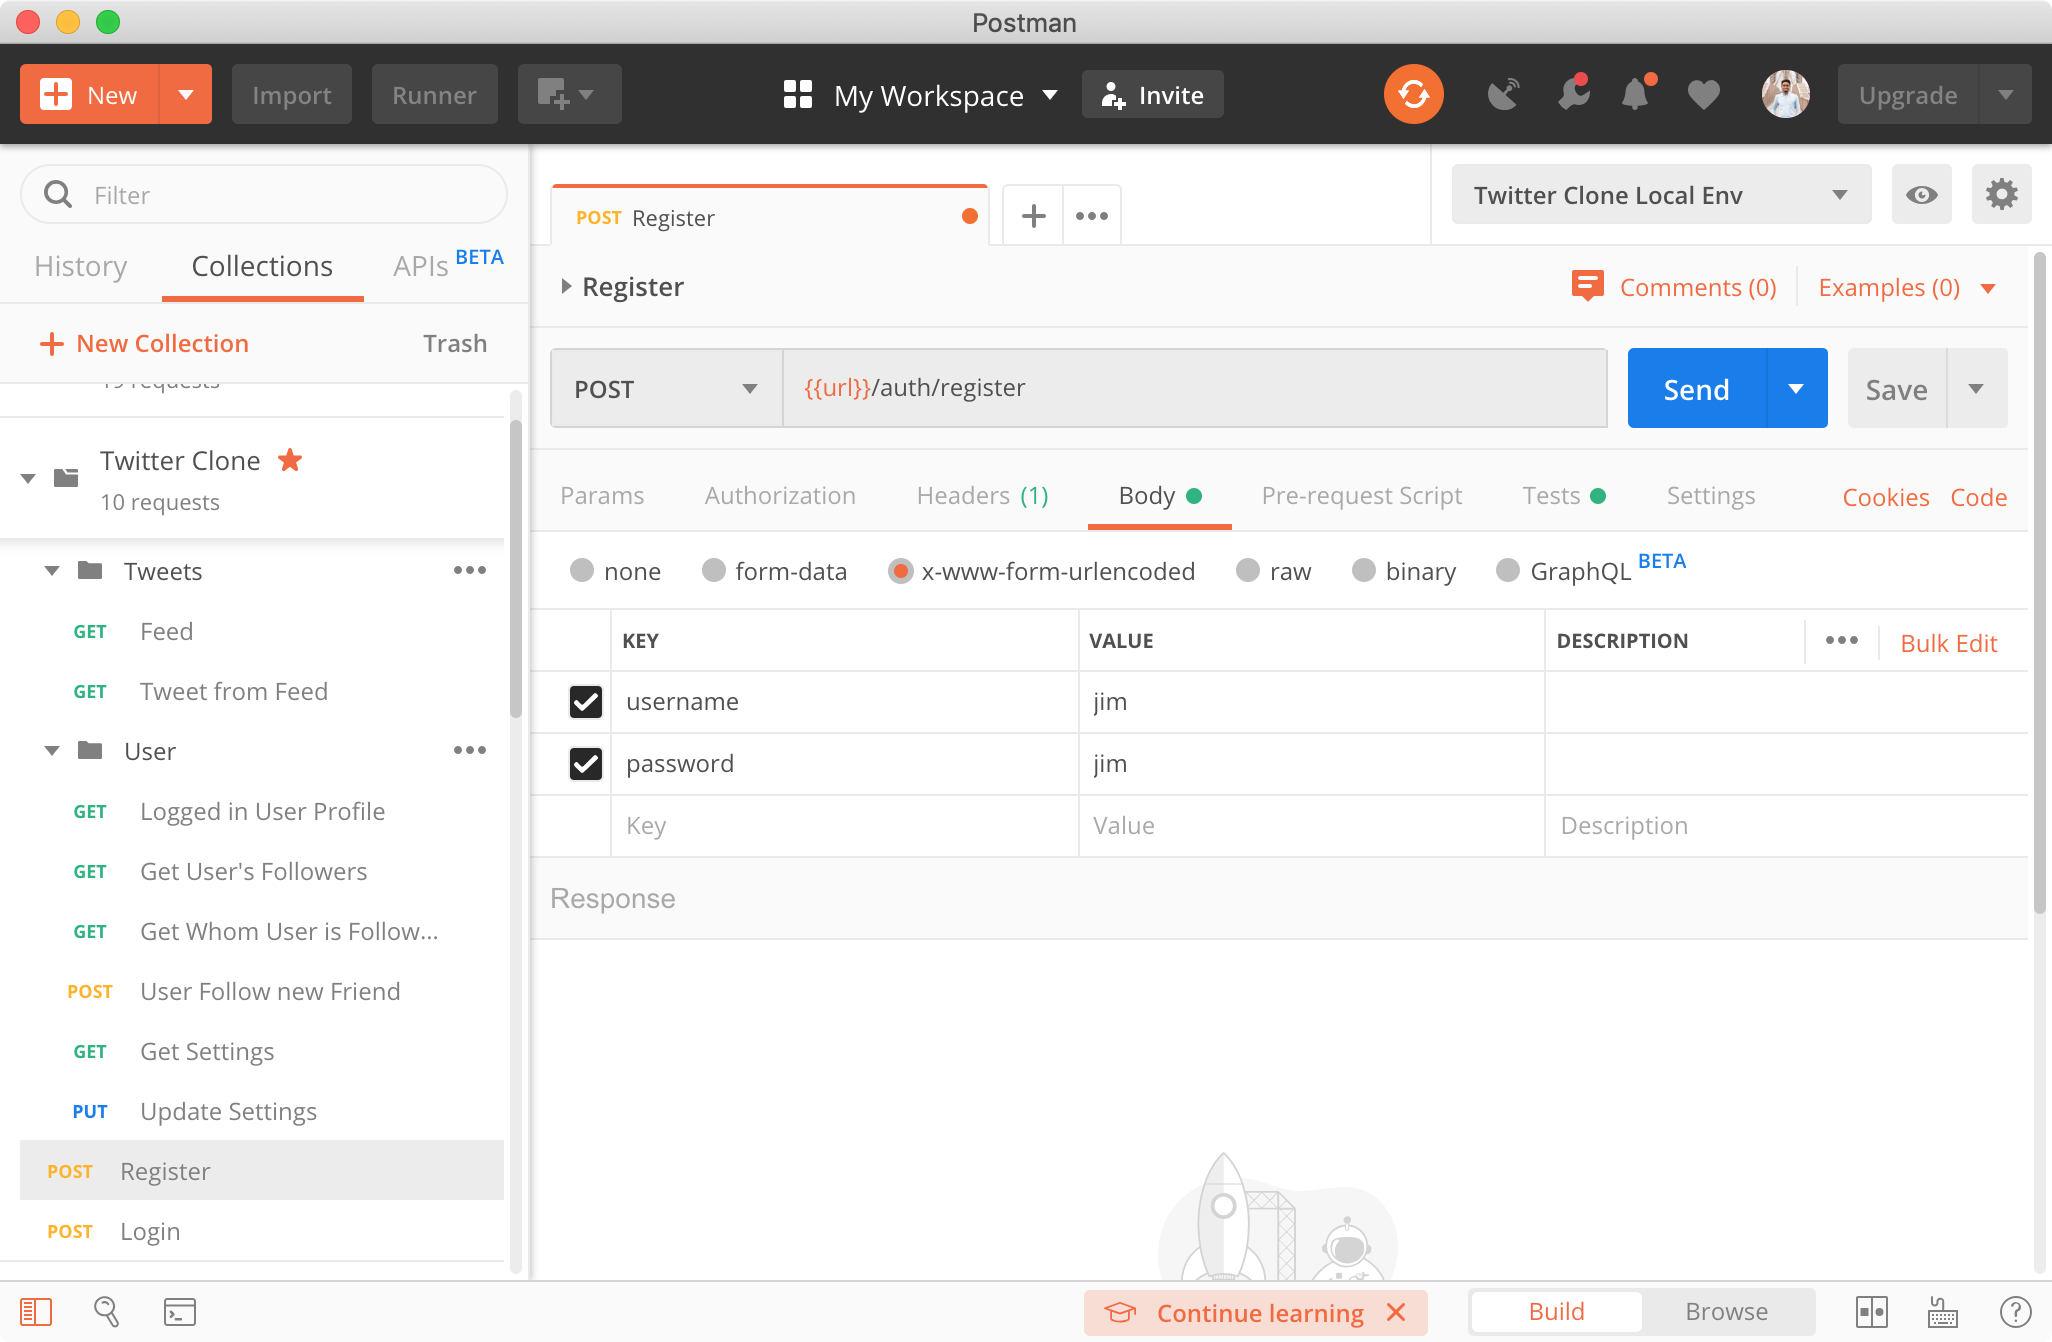 Postman
New
Import
Runner
My Workspace
Invite
Upgrade
Filter
History
Collections
APIs BETA
New Collection
Trash
19 requests
Twitter Clone
10 requests
Tweets
GET Feed
GET Tweet from Feed
User
GET Logged in User Profile
GET Get User's Followers
GET Get Whom User is Follow...
POST User Follow new Friend
GET Get Settings
PUT Update Settings
POST Register
POST Login
POST Register
Twitter Clone Local Env
Register
Comments (0)
Examples (0)
POST
{{url}}/auth/register
Send
Save
Params
Authorization
Headers (1)
Body
Pre-request Script
Tests
Settings
Cookies
Code
none
form-data
x-www-form-urlencoded
raw
binary
GraphQL BETA
KEY VALUE DESCRIPTION
Bulk Edit
username jim
password jim
Key Value Description
Response
Continue learning
Build
Browse